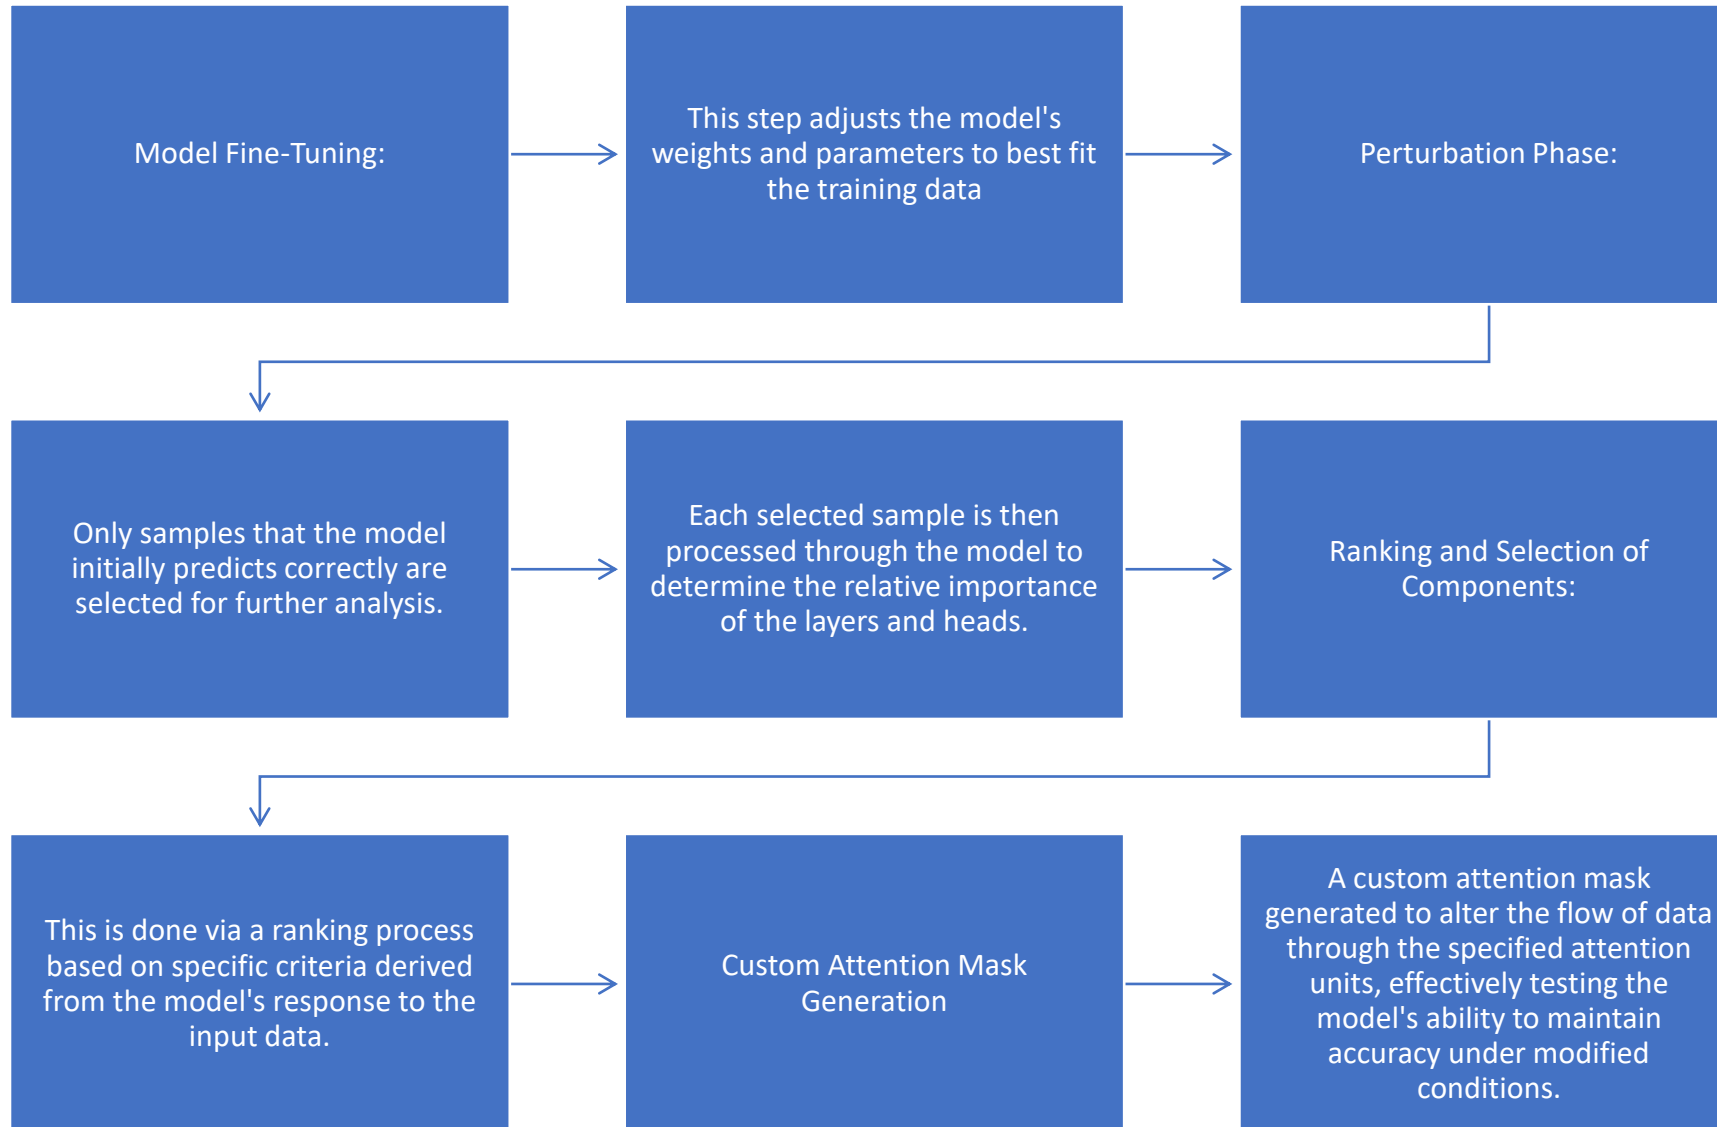 Model Fine-Tuning:
This step adjusts the model's
weights and parameters to best fit
the training data
Perturbation Phase:
Only samples that the model
initially predicts correctly are
selected for further analysis.
Each selected sample is then
processed through the model to
determine the relative importance
of the layers and heads.
Ranking and Selection of
Components:
This is done via a ranking process
based on specific criteria derived
from the model's response to the
input data.
Custom Attention Mask
Generation
A custom attention mask
generated to alter the flow of data
through the specified attention
units, effectively testing the
model's ability to maintain
accuracy under modified
conditions.